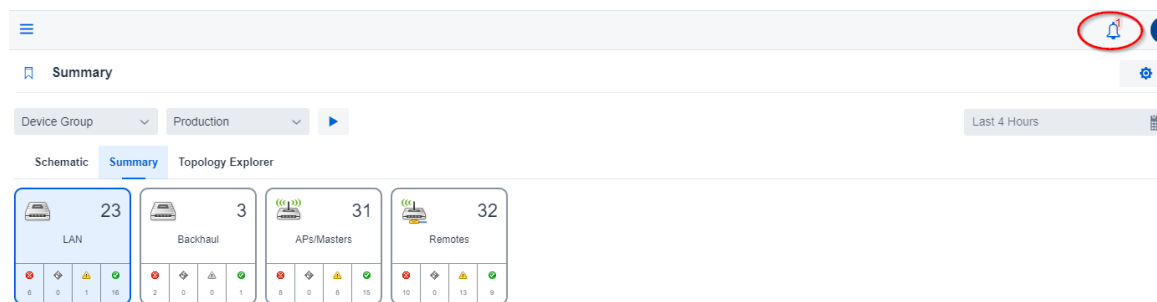 1
Summary
Device Group Production Last 4 Hours
Schematic Summary Topology Explorer
23 3 31 32
LAN Backhaul APs/Masters Remotes
6 0 1 16 2 0 0 1 8 0 8 15 10 0 13 9